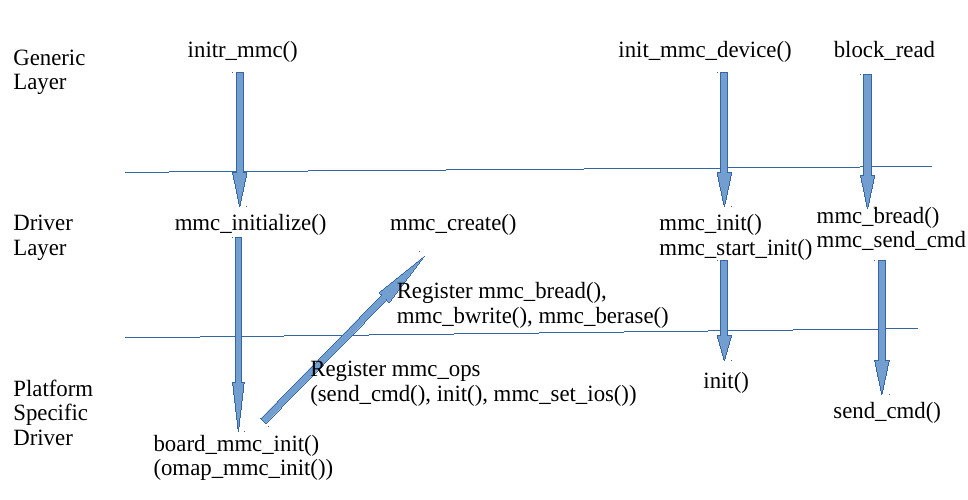 Generic
Layer
initr_mmc()
init_mmc_device()
block_read
Driver
Layer
mmc_initialize()
mmc_create()
mmc_init()
mmc_start_init()
mmc_bread()
mmc_send_cmd
Register mmc_bread(),
mmc_bwrite(), mmc_berase()
Register mmc_ops
(send_cmd(), init(), mmc_set_ios())
Platform
Specific
Driver
board_mmc_init()
(omap_mmc_init())
init()
send_cmd()